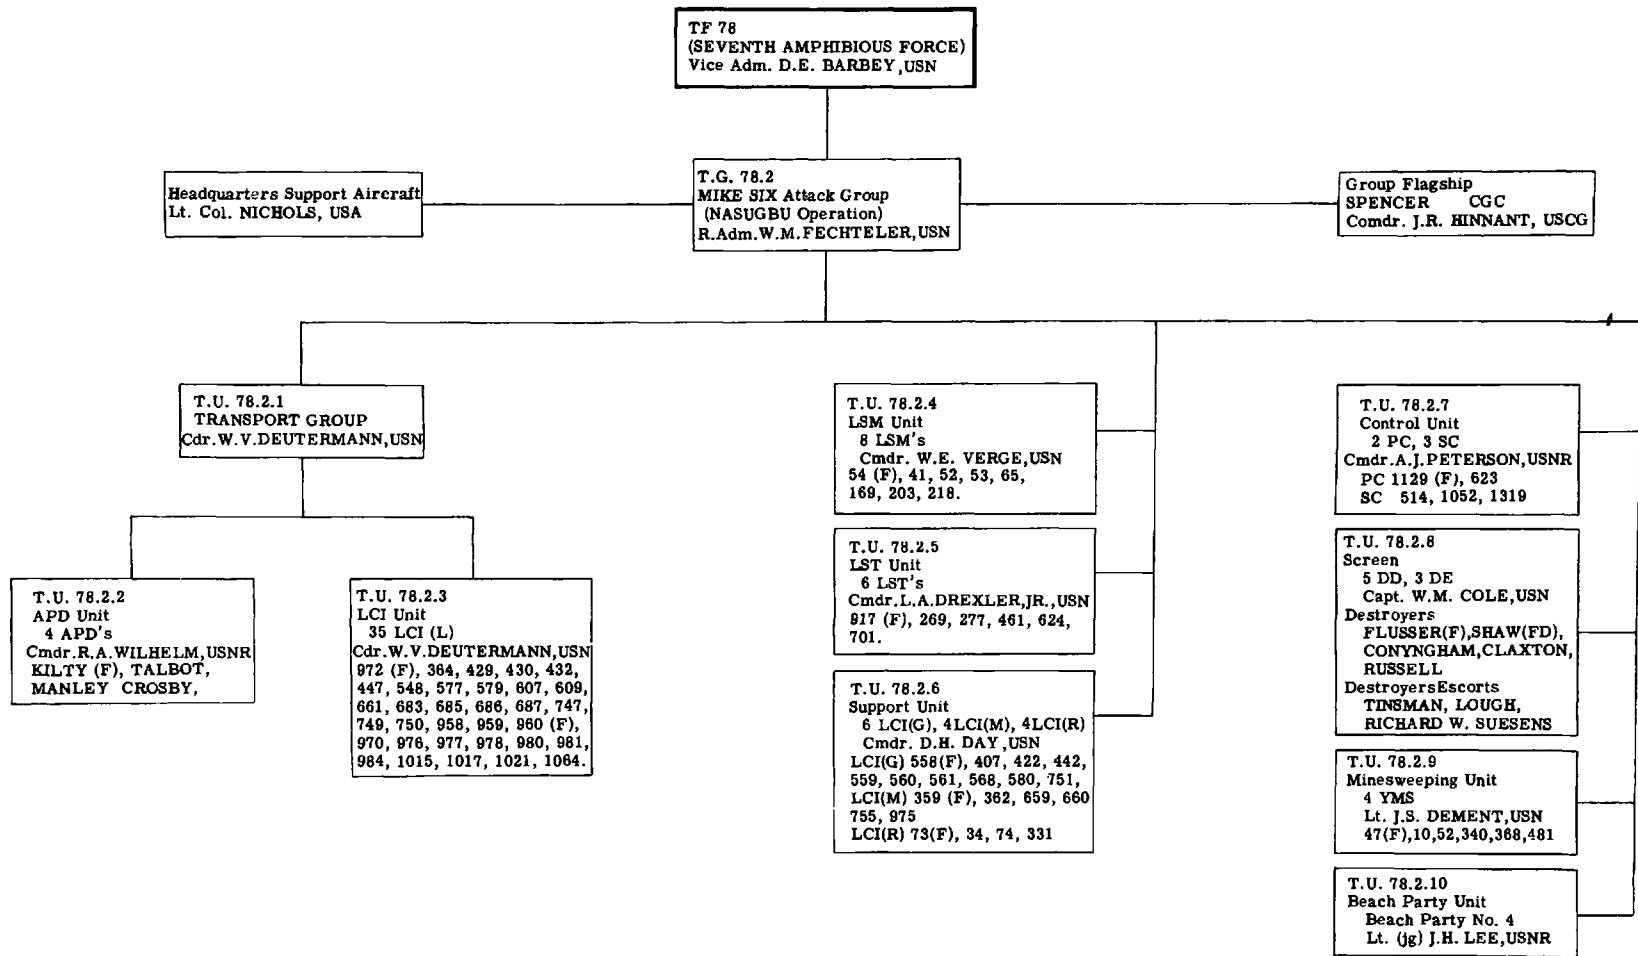 TF 78
(SEVENTH AMPHIBIOUS FORCE)
Vice Adm. D.E. BARBEY,USN
Headquarters Support Aircraft
Lt. Col. NICHOLS, USA
T.G. 78.2
MIKE SIX Attack Group
(NASUGBU Operation)
R.Adm.W.M.FECHTELER,USN
Group Flagship
SPENCER CGC
Comdr. J.R. HINNANT, USCG
T.U. 78.2.1
TRANSPORT GROUP
Cdr.W.V.DEUTERMANN,USN
T.U. 78.2.2
APD Unit
4 APD's
Cmdr.R.A.WILHELM,USNR
KILTY (F), TALBOT,
MANLEY CROSBY,
T.U. 78.2.3
LCI Unit
35 LCI (L)
Cdr.W.V.DEUTERMANN,USN
972 (F), 364, 429, 430, 432,
447, 548, 577, 579, 607, 609,
661, 683, 685, 686, 687, 747,
749, 750, 958, 959, 960 (F),
970, 976, 977, 978, 980, 981,
984, 1015, 1017, 1021, 1064.
T.U. 78.2.4
LSM Unit
8 LSM's
Cmdr. W.E. VERGE,USN
54 (F), 41, 52, 53, 65,
169, 203, 218.
T.U. 78.2.5
LST Unit
6 LST's
Cmdr.L.A.DREXLER,JR.,USN
917 (F), 269, 277, 461, 624,
701.
T.U. 78.2.6
Support Unit
6 LCI(G), 4LCI(M), 4LCI(R)
Cmdr. D.H. DAY,USN
LCI(G) 558(F), 407, 422, 442,
559, 560, 561, 568, 580, 751,
LCI(M) 359 (F), 362, 659, 660
755, 975
LCI(R) 73(F), 34, 74, 331
T.U. 78.2.7
Control Unit
2 PC, 3 SC
Cmdr.A.J.PETERSON,USNR
PC 1129 (F), 623
SC 514, 1052, 1319
T.U. 78.2.8
Screen
5 DD, 3 DE
Capt. W.M. COLE,USN
Destroyers
FLUSSER(F),SHAW(FD),
CONYNGHAM,CLAXTON,
RUSSELL
DestroyersEscorts
TINSMAN, LOUGH,
RICHARD W. SUESENS
T.U. 78.2.9
Minesweeping Unit
4 YMS
Lt. J.S. DEMENT,USN
47(F),10,52,340,368,481
T.U. 78.2.10
Beach Party Unit
Beach Party No. 4
Lt. (jg) J.H. LEE,USNR